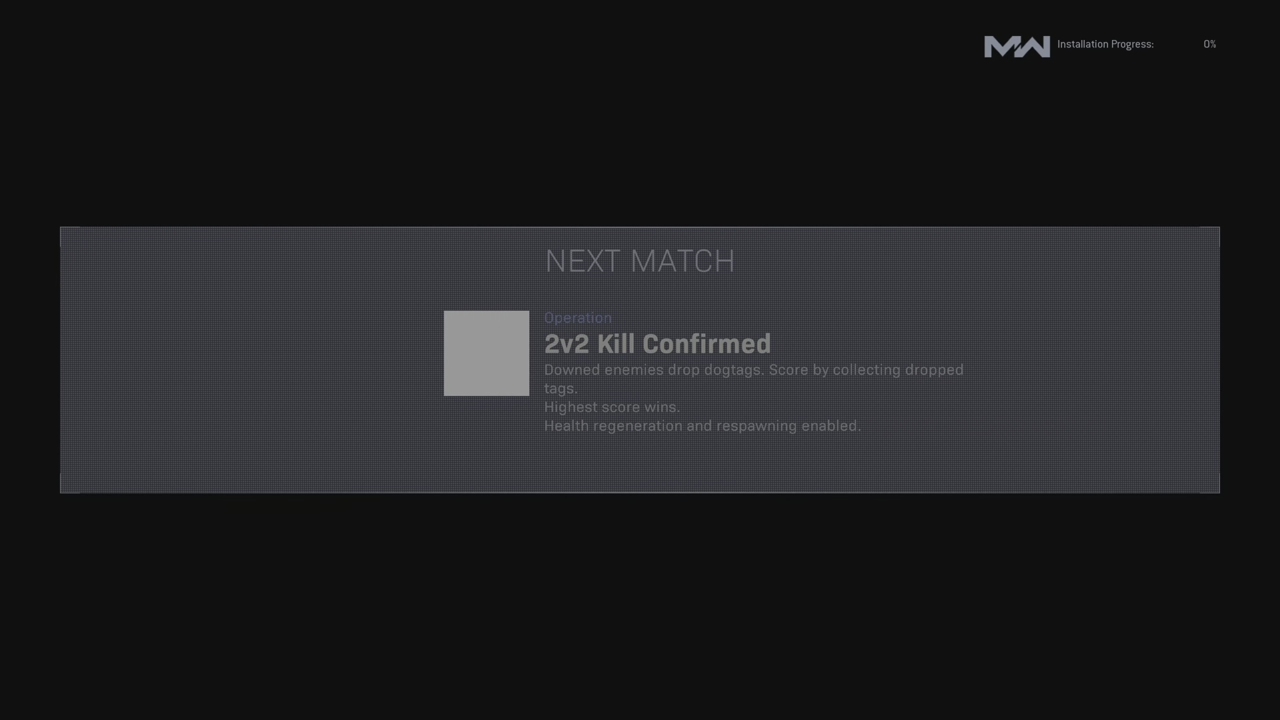 MW Installation Progress: 0%
NEXT MATCH
Operation
2v2 Kill Confirmed
Downed enemies drop dogtags. Score by collecting dropped
tags.
Highest score wins.
Health regeneration and respawning enabled.